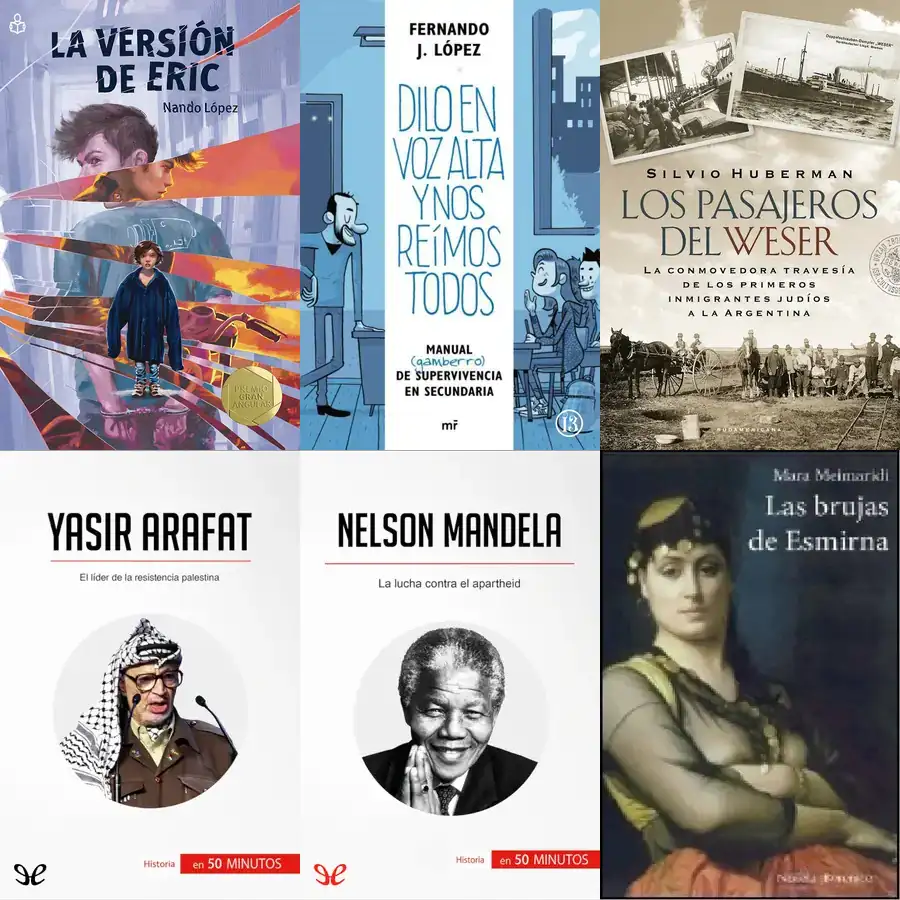 LA VERSIÓN
DE ERIC
Nando López
PREMIO
GRAN
ANGULAR
FERNANDO
J. LÓPEZ
DILO EN
VOZ ALTA
Y NOS
REÍMOS
TODOS
MANUAL
(gamberro)
DE SUPERVIVENCIA
EN SECUNDARIA
mr
13
Doppelschrauben-Dampfer „WESER"
SILVIO HUBERMAN
LOS PASAJEROS
DEL WESER
LA CONMOVEDORA TRAVESÍA
DE LOS PRIMEROS
INMIGRANTES JUDÍOS
A LA ARGENTINA
SUDAMERICANA
YASIR ARAFAT
El líder de la resistencia palestina
Historia en 50 MINUTOS
NELSON MANDELA
La lucha contra el apartheid
Historia en 50 MINUTOS
Mara Meimaridi
Las brujas
de Esmirna